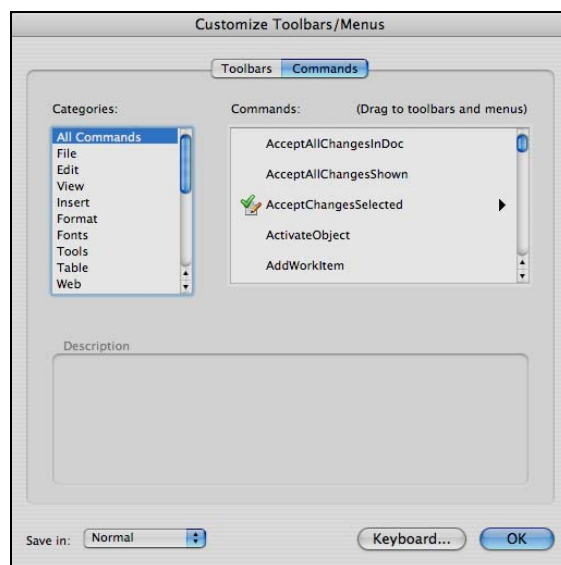 Customize Toolbars/Menus
Toolbars Commands
Categories:
All Commands
File
Edit
View
Insert
Format
Fonts
Tools
Table
Web
Commands: (Drag to toolbars and menus)
AcceptAllChangesInDoc
AcceptAllChangesShown
AcceptChangesSelected
ActivateObject
AddWorkItem
Description
Save in: Normal
Keyboard... OK